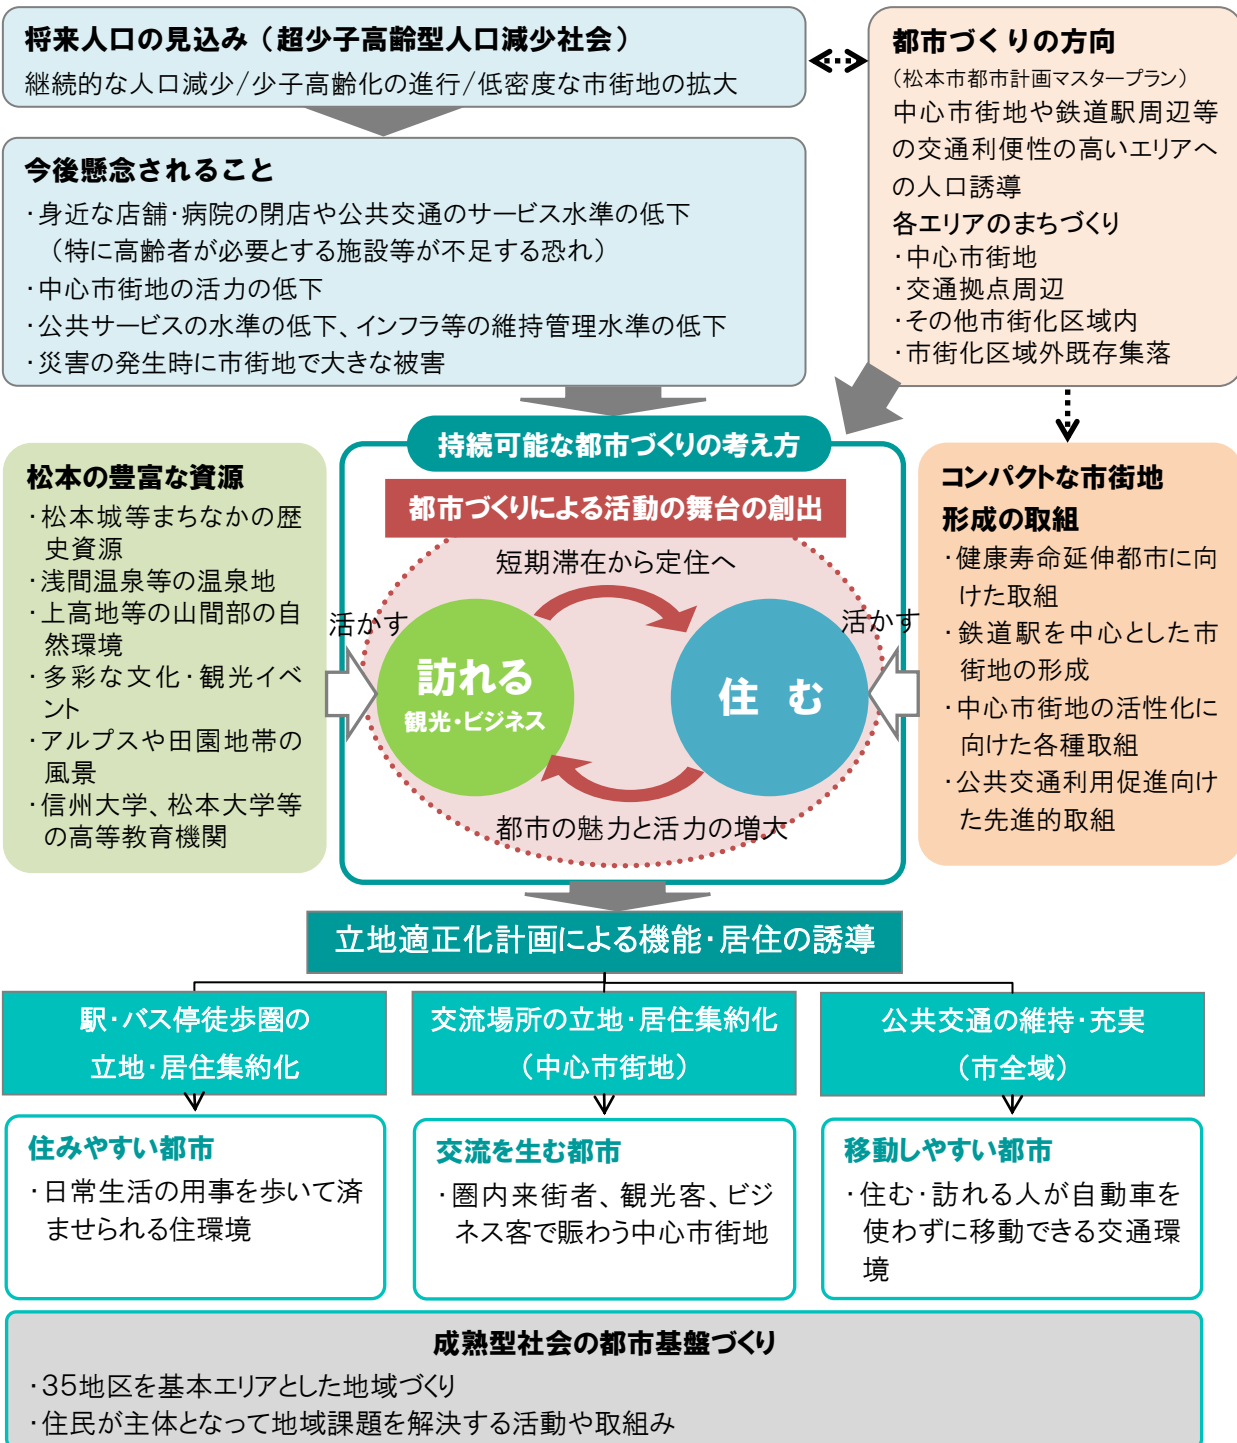 将来人口の見込み（超少子高齢型人口減少社会）
継続的な人口減少/少子高齢化の進行/低密度な市街地の拡大
都市づくりの方向
（松本市都市計画マスタープラン）
中心市街地や鉄道駅周辺等
の交通利便性の高いエリアへ
の人口誘導
各エリアのまちづくり
・中心市街地
・交通拠点周辺
・その他市街化区域内
・市街化区域外既存集落
今後懸念されること
・身近な店舗・病院の閉店や公共交通のサービス水準の低下
（特に高齢者が必要とする施設等が不足する恐れ）
・中心市街地の活力の低下
・公共サービスの水準の低下、インフラ等の維持管理水準の低下
・災害の発生時に市街地で大きな被害
持続可能な都市づくりの考え方
都市づくりによる活動の舞台の創出
短期滞在から定住へ
活かす
訪れる
観光・ビジネス
住 む
活かす
都市の魅力と活力の増大
松本の豊富な資源
・松本城等まちなかの歴
史資源
・浅間温泉等の温泉地
・上高地等の山間部の自
然環境
・多彩な文化・観光イベ
ント
・アルプスや田園地帯の
風景
・信州大学、松本大学等
の高等教育機関
コンパクトな市街地
形成の取組
・健康寿命延伸都市に向
けた取組
・鉄道駅を中心とした市
街地の形成
・中心市街地の活性化に
向けた各種取組
・公共交通利用促進向け
た先進的取組
立地適正化計画による機能・居住の誘導
駅・バス停徒歩圏の
立地・居住集約化
交流場所の立地・居住集約化
（中心市街地）
公共交通の維持・充実
（市全域）
住みやすい都市
・日常生活の用事を歩いて済
ませられる住環境
交流を生む都市
・圏内来街者、観光客、ビジ
ネス客で賑わう中心市街地
移動しやすい都市
・住む・訪れる人が自動車を
使わずに移動できる交通環
境
成熟型社会の都市基盤づくり
・35地区を基本エリアとした地域づくり
・住民が主体となって地域課題を解決する活動や取組み